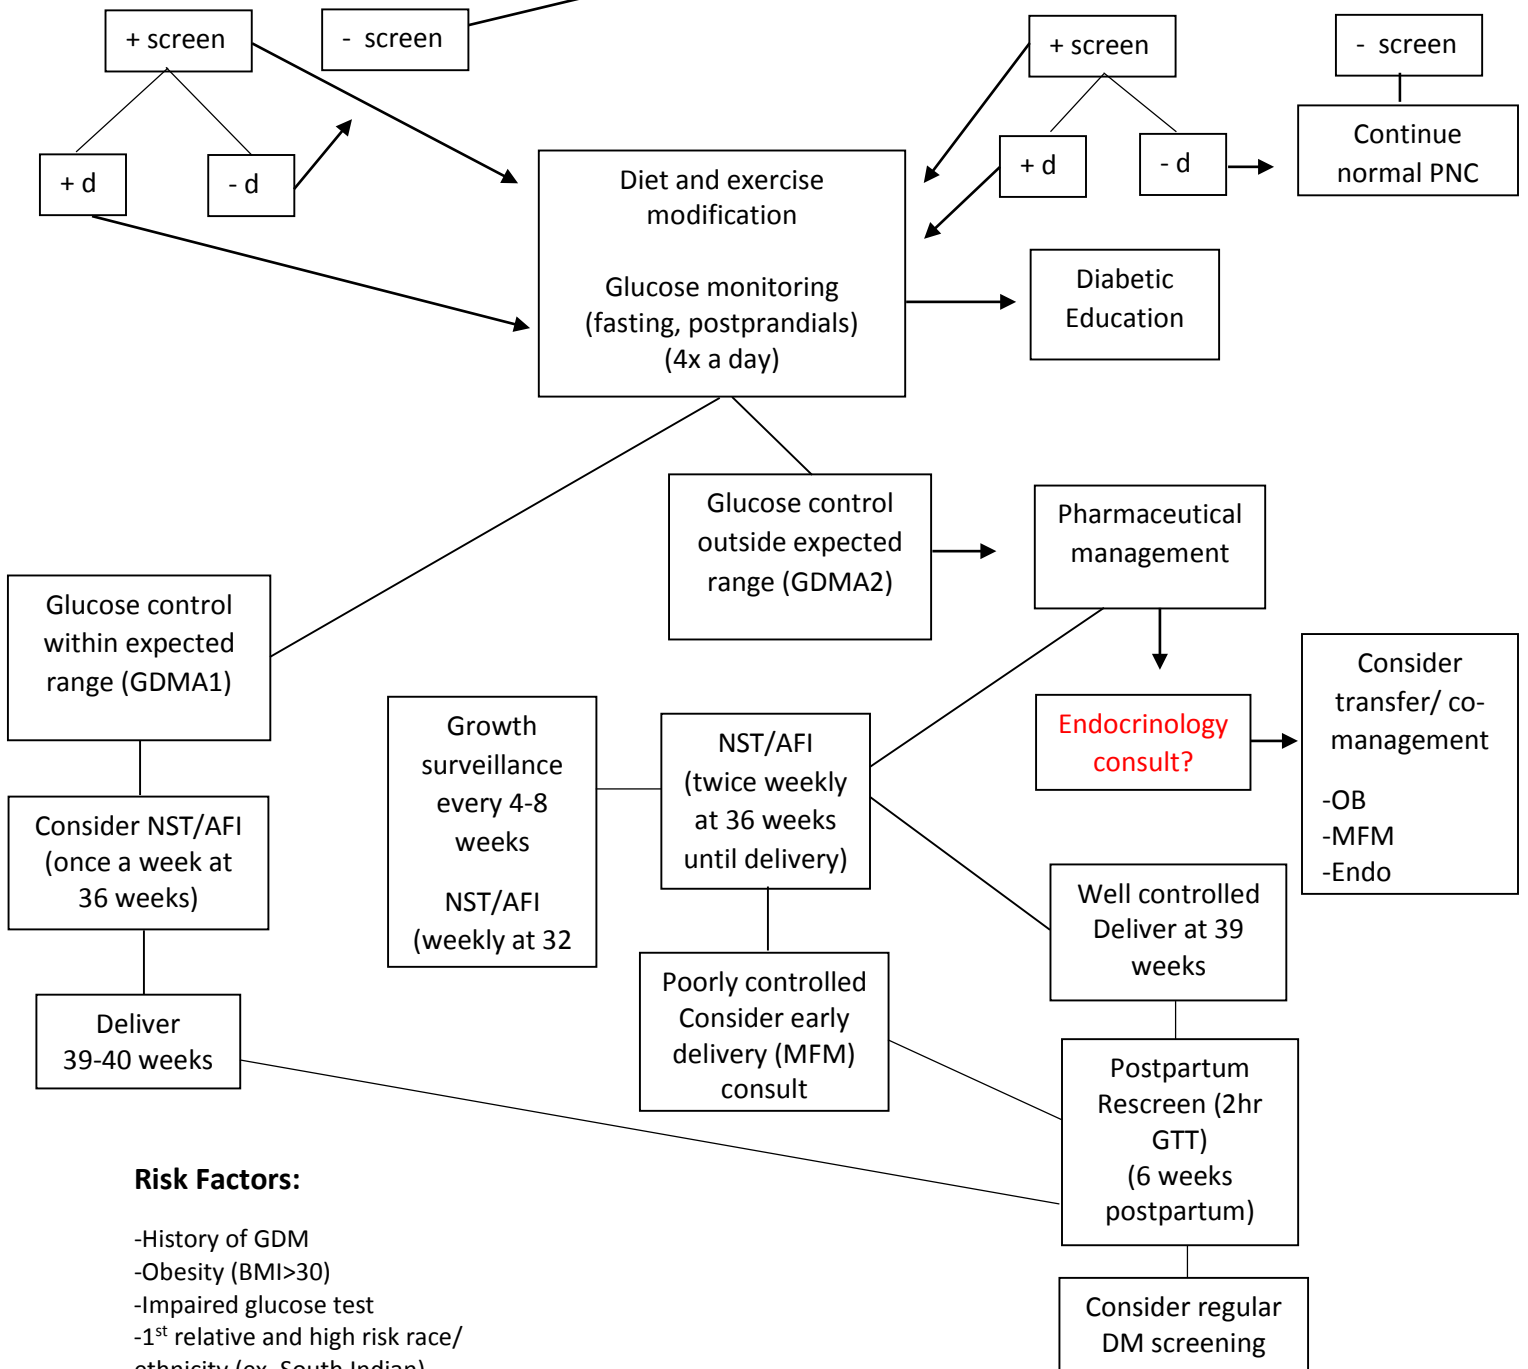 + screen
- screen
+ screen
- screen
+ d
- d
+ d
- d
Continue
normal PNC
Diet and exercise
modification
Glucose monitoring
(fasting, postprandials)
(4x a day)
Diabetic
Education
Glucose control
outside expected
range (GDMA2)
Pharmaceutical
management
Glucose control
within expected
range (GDMA1)
Growth
surveillance
every 4-8
weeks
NST/AFI
(weekly at 32
NST/AFI
(twice weekly
at 36 weeks
until delivery)
Endocrinology
consult?
Consider
transfer/ co-
management
-OB
-MFM
-Endo
Consider NST/AFI
(once a week at
36 weeks)
Well controlled
Deliver at 39
weeks
Poorly controlled
Consider early
delivery (MFM)
consult
Deliver
39-40 weeks
Postpartum
Rescreen (2hr
GTT)
(6 weeks
postpartum)
Consider regular
DM screening
Risk Factors:
-History of GDM
-Obesity (BMI>30)
-Impaired glucose test
-1st relative and high risk race/
ethnicity (ex. South Indian)